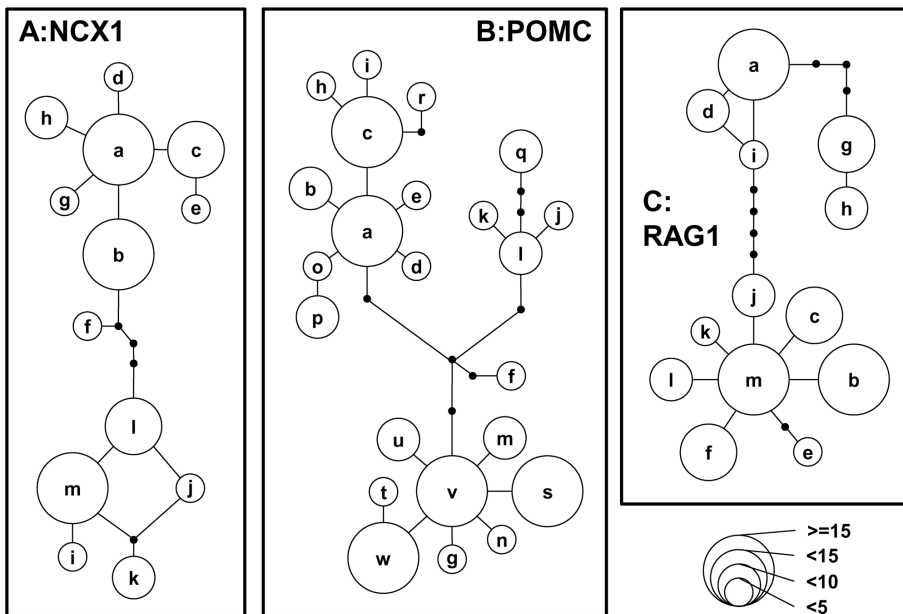 A:NCX1
d
h
a
c
g
e
b
f
l
m
j
i
k
B:POMC
i
h
r
c
q
b
e
k
j
a
l
o
d
p
f
u
m
t
v
s
n
w
g
a
d
i
g
C:
RAG1
h
j
k
c
l
m
b
f
e
>=15
<15
<10
<5